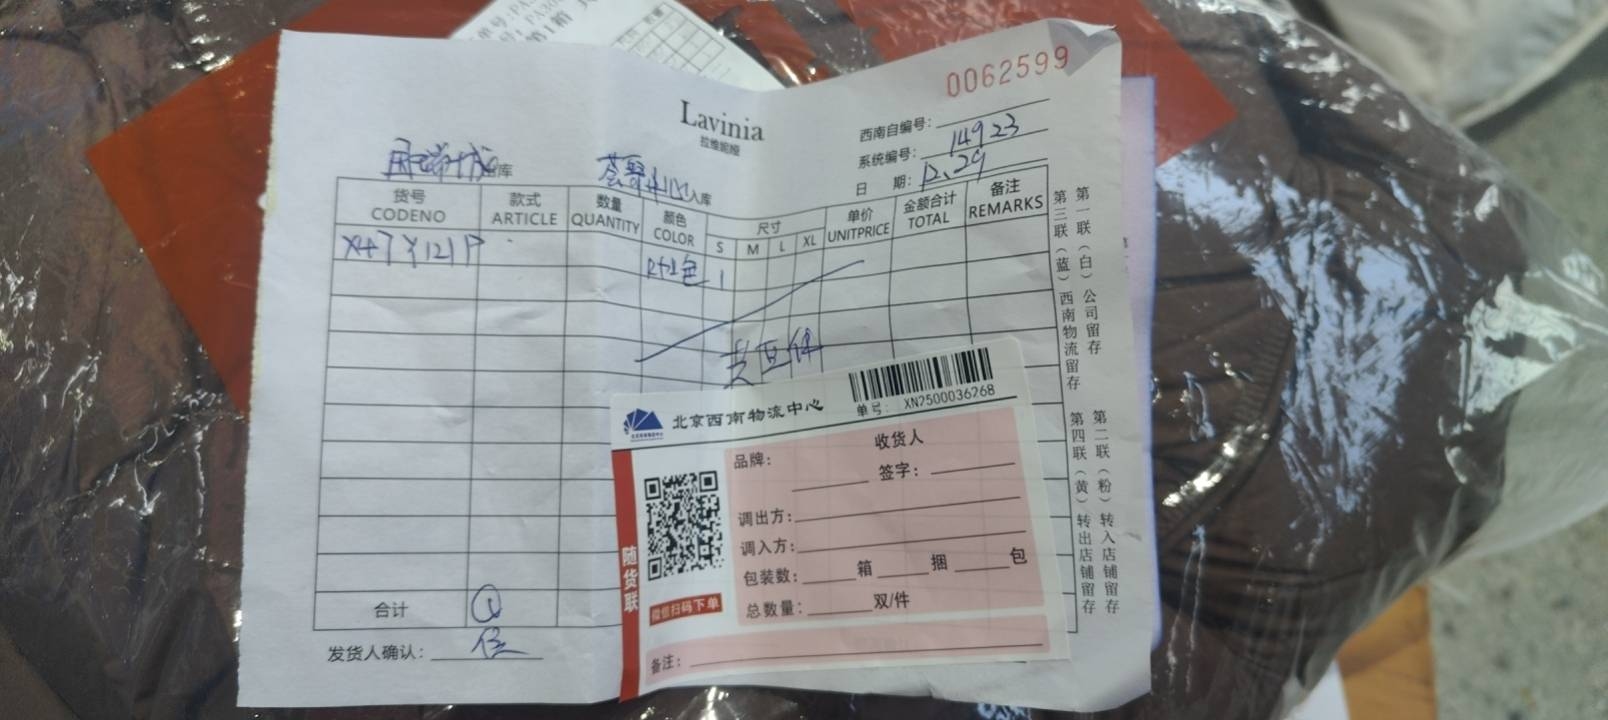 0062599
Lavinia
拉维妮娅
西南自编号：
系统编号： 14923
日 期： 12.29
库
入库
货号 CODENO
款式 ARTICLE
数量 QUANTITY
颜色 COLOR
尺寸
S M L XL
单价 UNITPRICE
金额合计 TOTAL
备注 REMARKS
X47Y121P
1
合计 ①
发货人确认：
第一联（白）公司留存
第三联（蓝）西南物流留存
第二联（粉）转入店铺留存
第四联（黄）转出店铺留存
北京西南物流中心
单号： XN2500036268
随货联
微信扫码下单
品牌：
收货人
签字：
调出方：
调入方：
包装数： 箱 捆 包
总数量： 双/件
备注：